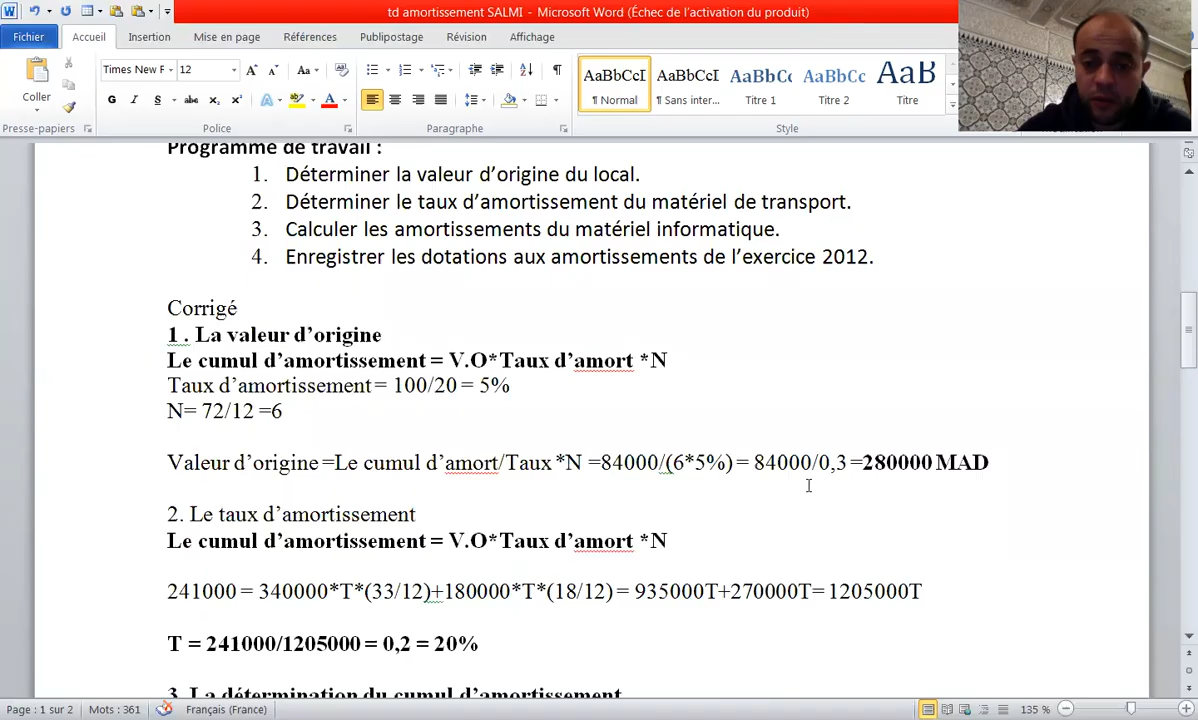 td amortissement SALMI - Microsoft Word (Échec de l'activation du produit)
Fichier Accueil Insertion Mise en page Références Publipostage Révision Affichage
Times New F 12 Aa AaBbCcI AaBbCcI AaBbCc AaBbCc AaB
Coller G I S abc x₂ x² A A ¶ Normal ¶ Sans inter... Titre 1 Titre 2 Titre
Presse-papiers Police Paragraphe Style
Programme de travail :
1. Déterminer la valeur d'origine du local.
2. Déterminer le taux d'amortissement du matériel de transport.
3. Calculer les amortissements du matériel informatique.
4. Enregistrer les dotations aux amortissements de l'exercice 2012.
Corrigé
1 . La valeur d'origine
Le cumul d'amortissement = V.O*Taux d'amort *N
Taux d'amortissement = 100/20 = 5%
N= 72/12 =6
Valeur d'origine =Le cumul d'amort/Taux *N =84000/(6*5%) = 84000/0,3 =280000 MAD
2. Le taux d'amortissement
Le cumul d'amortissement = V.O*Taux d'amort *N
241000 = 340000*T*(33/12)+180000*T*(18/12) = 935000T+270000T= 1205000T
T = 241000/1205000 = 0,2 = 20%
3. La détermination du cumul d'amortissement
Page : 1 sur 2 Mots : 361 Français (France) 135 %